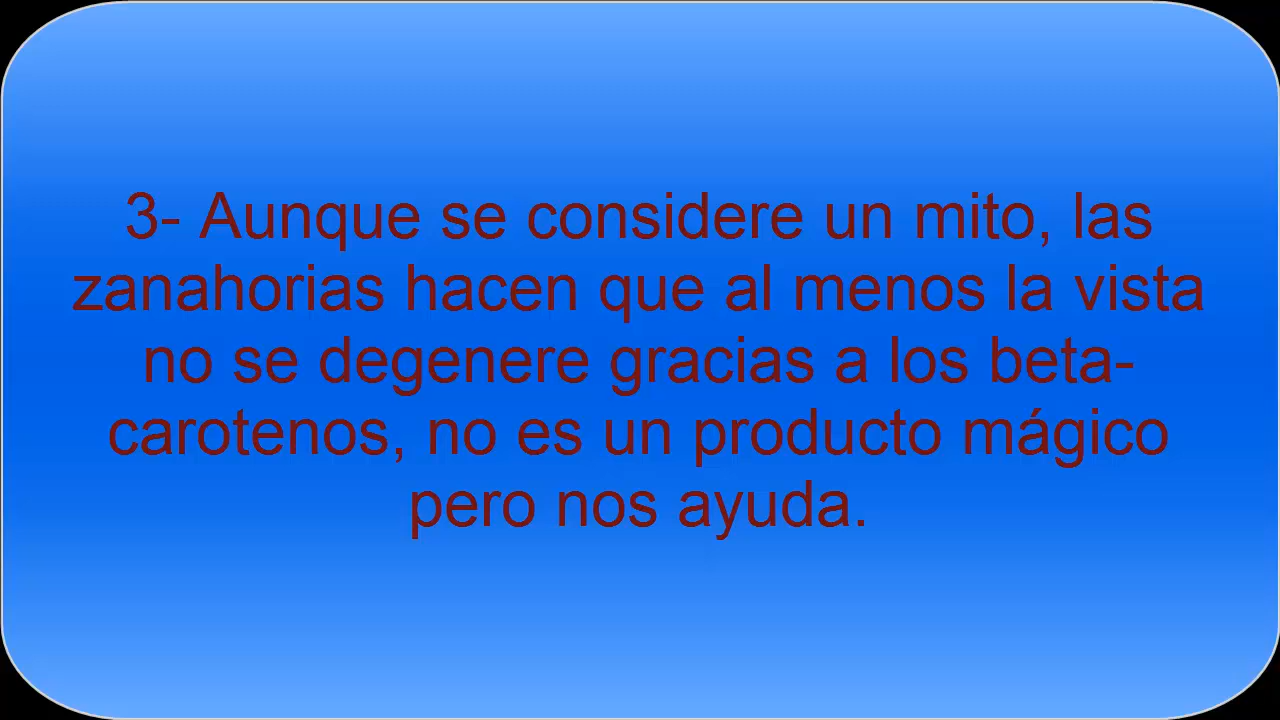 3- Aunque se considere un mito, las
zanahorias hacen que al menos la vista
no se degenere gracias a los beta-
carotenos, no es un producto mágico
pero nos ayuda.